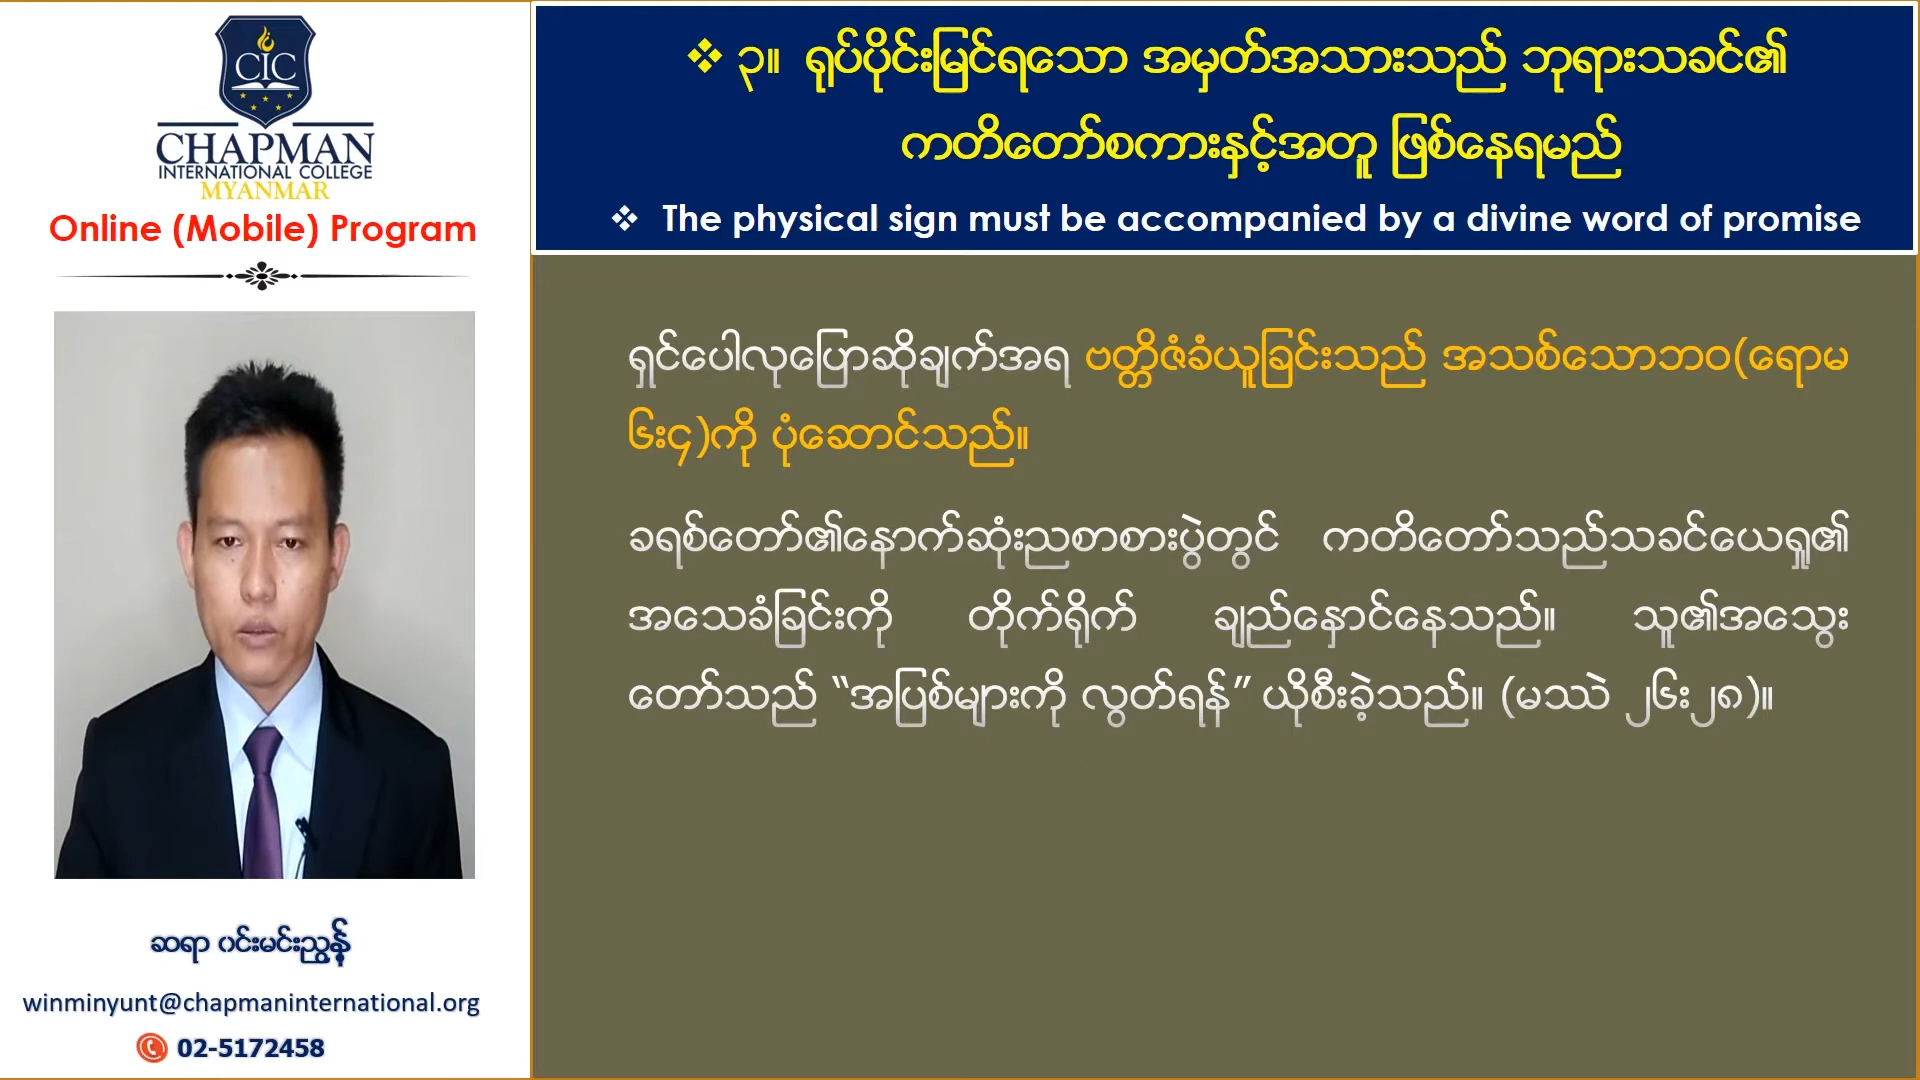 CIC
CHAPMAN
INTERNATIONAL COLLEGE
MYANMAR
Online (Mobile) Program
ဆရာ ဝင်းမင်းညွန့်
winminyunt@chapmaninternational.org
02-5172458
❖ ၃။ ရုပ်ပိုင်းမြင်ရသော အမှတ်အသားသည် ဘုရားသခင်၏
ကတိတော်စကားနှင့်အတူ ဖြစ်နေရမည်
❖ The physical sign must be accompanied by a divine word of promise
ရှင်ပေါလုပြောဆိုချက်အရ ဗတ္တိဇံခံယူခြင်းသည် အသစ်သောဘဝ(ရောမ
၆း၄)ကို ပုံဆောင်သည်။
ခရစ်တော်၏နောက်ဆုံးညစာစားပွဲတွင် ကတိတော်သည်သခင်ယေရှု၏
အသေခံခြင်းကို တိုက်ရိုက် ချည်နှောင်နေသည်။ သူ၏အသွေး
တော်သည် “အပြစ်များကို လွှတ်ရန်” ယိုစီးခဲ့သည်။ (မဿဲ ၂၆း၂၈)။